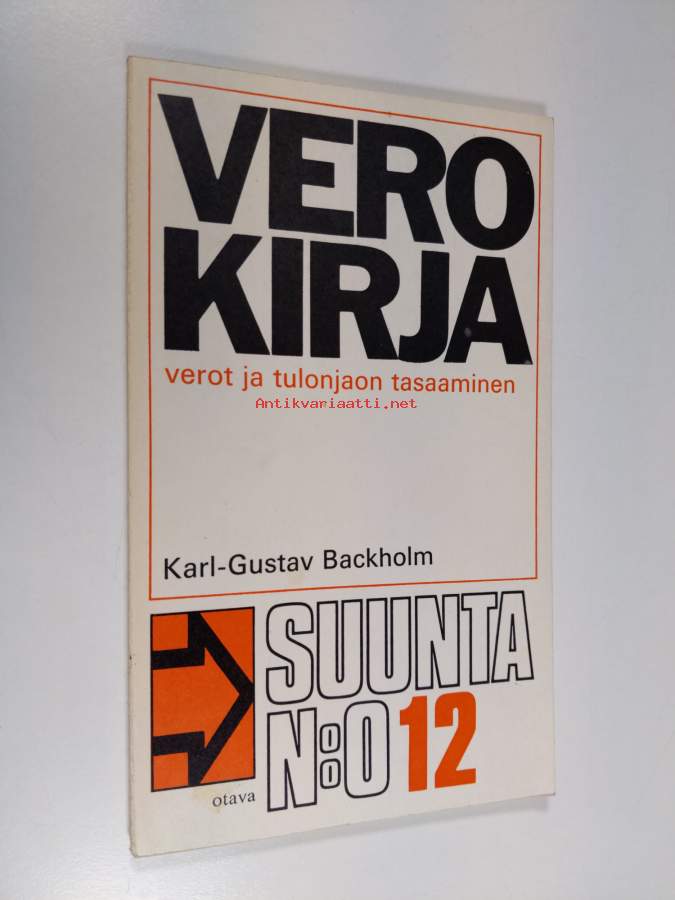 VERO
KIRJA
verot ja tulonjaon tasaaminen
Antikvariaatti.net
Karl-Gustav Backholm
SUUNTA
N:O 12
otava